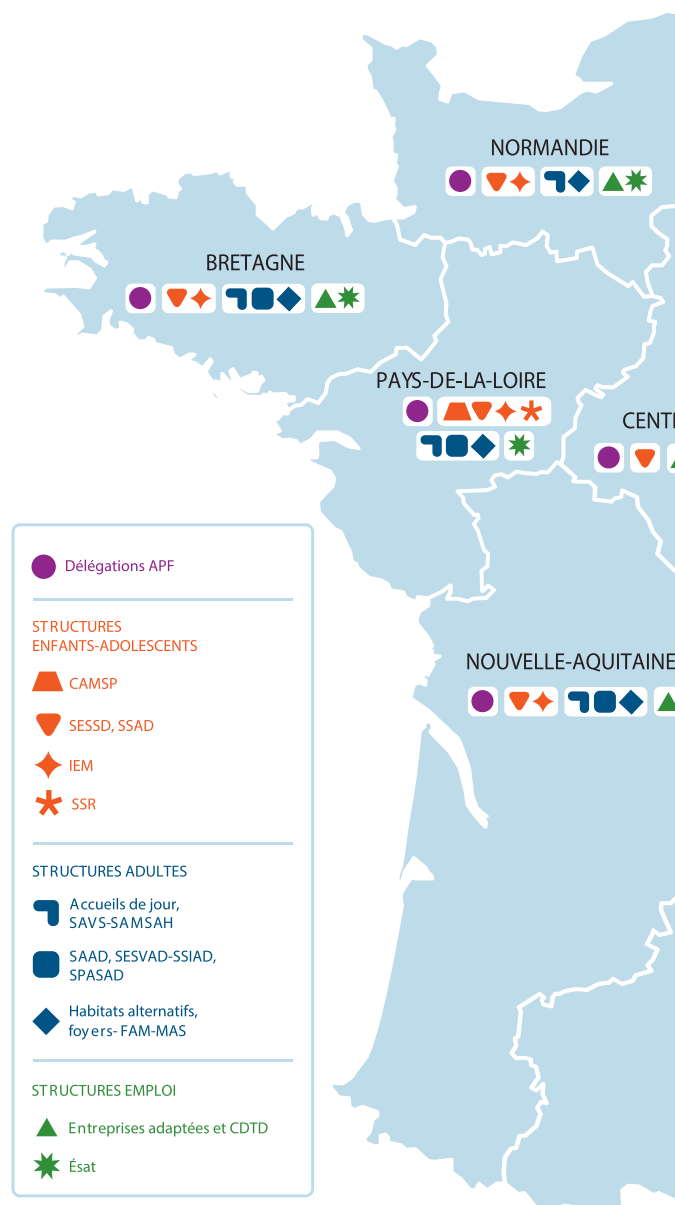 NORMANDIE
BRETAGNE
PAYS-DE-LA-LOIRE
CENT
NOUVELLE-AQUITAINE
Délégations APF
STRUCTURES
ENFANTS-ADOLESCENTS
CAMSP
SESSD, SSAD
IEM
SSR
STRUCTURES ADULTES
Accueils de jour,
SAVS-SAMSAH
SAAD, SESVAD-SSIAD,
SPASAD
Habitats alternatifs,
foyers- FAM-MAS
STRUCTURES EMPLOI
Entreprises adaptées et CDTD
Ésat